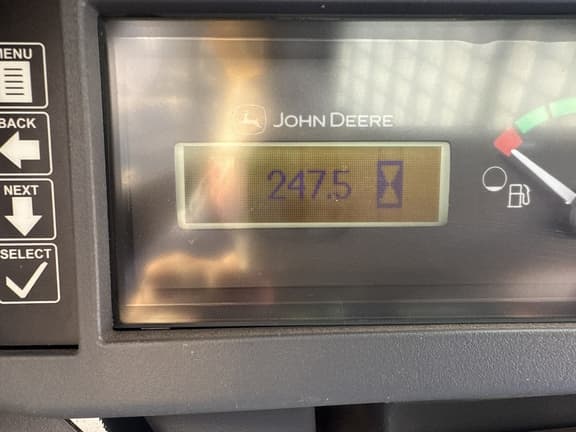 MENU
BACK
NEXT
SELECT
JOHN DEERE
247.5